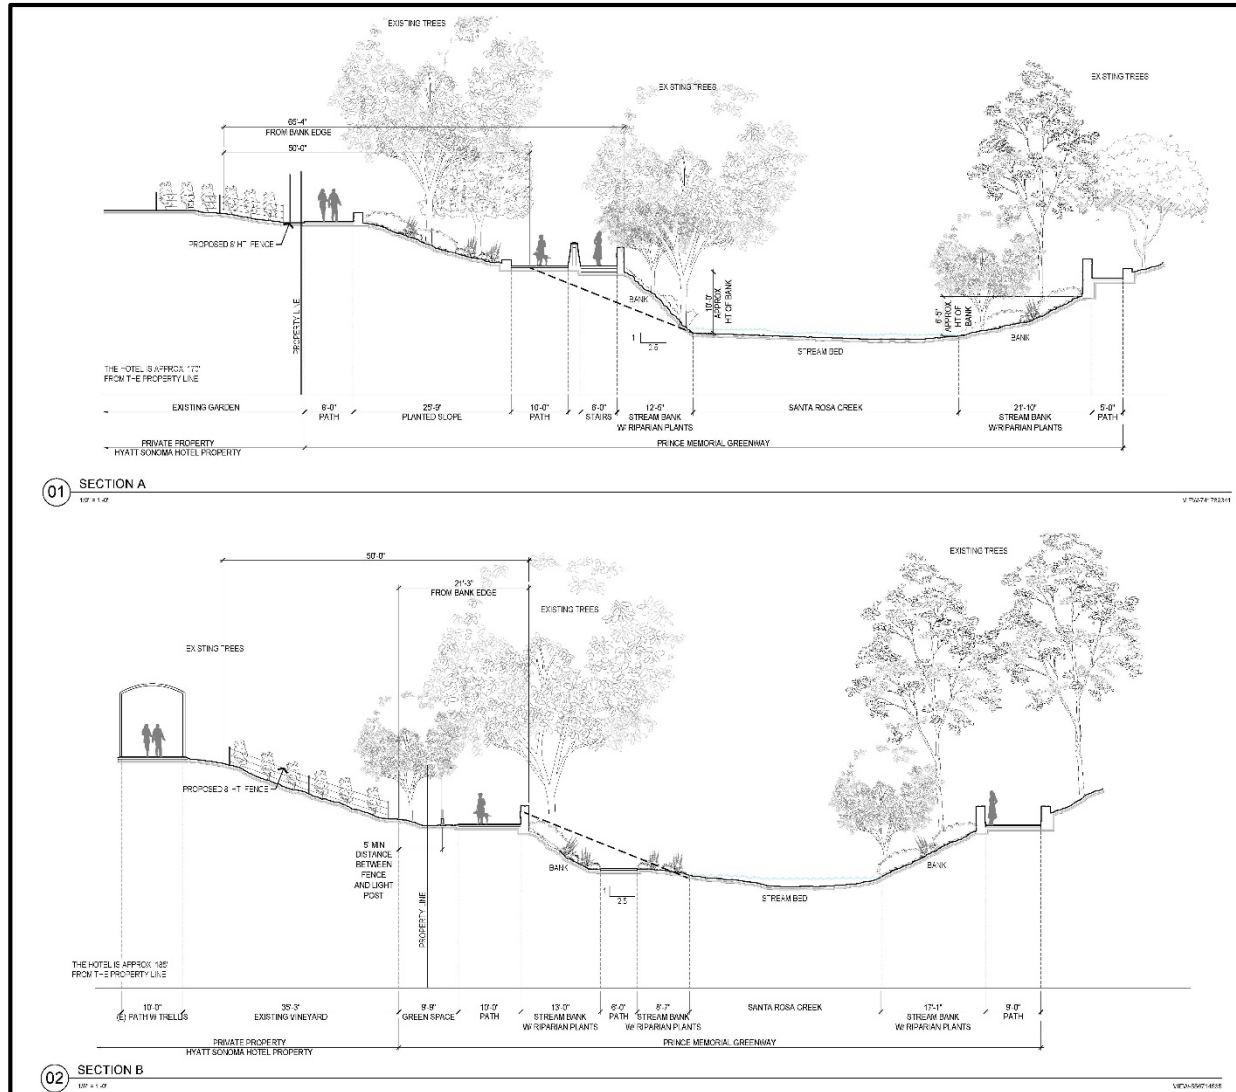 EXISTING TREES
EXISTING TREES
EXISTING TREES
65'-4"
FROM BANK EDGE
50'-0"
PROPOSED 8' HT. FENCE
PROPERTY LINE
BANK
10'-0"
APPROX
HT OF BANK
1
2.5
STREAM BED
6'-5"
APPROX
HT OF
BANK
BANK
THE HOTEL IS APPROX
FROM THE PROPERTY LINE
EXISTING GARDEN
PATH
25'-9"
PLANTED SLOPE
10'-0"
PATH
6'-0"
STAIRS
STREAM BANK
W/ RIPARIAN PLANTS
SANTA ROSA CREEK
21'-10"
STREAM BANK
W/ RIPARIAN PLANTS
5'-0"
PATH
PRIVATE PROPERTY
HYATT SONOMA HOTEL PROPERTY
PRINCE MEMORIAL GREENWAY
01
SECTION A
50'-0"
21'-3"
FROM BANK EDGE
EXISTING TREES
EXISTING TREES
EXISTING TREES
PROPOSED 8' HT. FENCE
5' MIN
DISTANCE
BETWEEN
FENCE
AND LIGHT
POST
PROPERTY LINE
BANK
1
2.5
STREAM BED
BANK
THE HOTEL IS APPROX
FROM THE PROPERTY LINE
10'-0"
(E) PATH W TRELLIS
35'-3"
EXISTING VINEYARD
9'-9"
GREEN SPACE
10'-0"
PATH
13'-0"
STREAM BANK
W/ RIPARIAN PLANTS
6'-0"
PATH
8'-7"
STREAM BANK
W/ RIPARIAN PLANTS
SANTA ROSA CREEK
17'-1"
STREAM BANK
W/ RIPARIAN PLANTS
9'-0"
PATH
PRIVATE PROPERTY
HYATT SONOMA HOTEL PROPERTY
PRINCE MEMORIAL GREENWAY
02
SECTION B